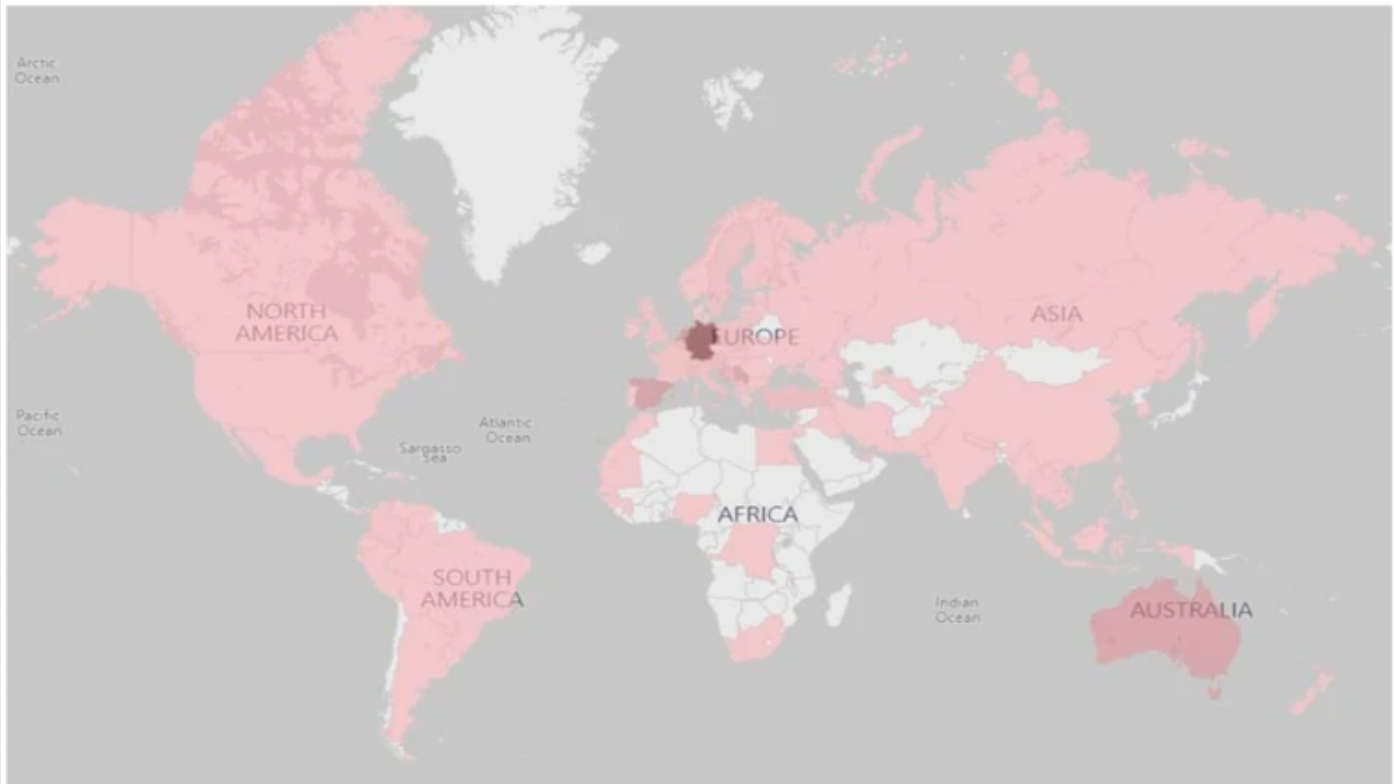 Arctic
Ocean
NORTH
AMERICA
ASIA
EUROPE
Pacific
Ocean
Atlantic
Ocean
Sargasso
Sea
AFRICA
SOUTH
AMERICA
Indian
Ocean
AUSTRALIA